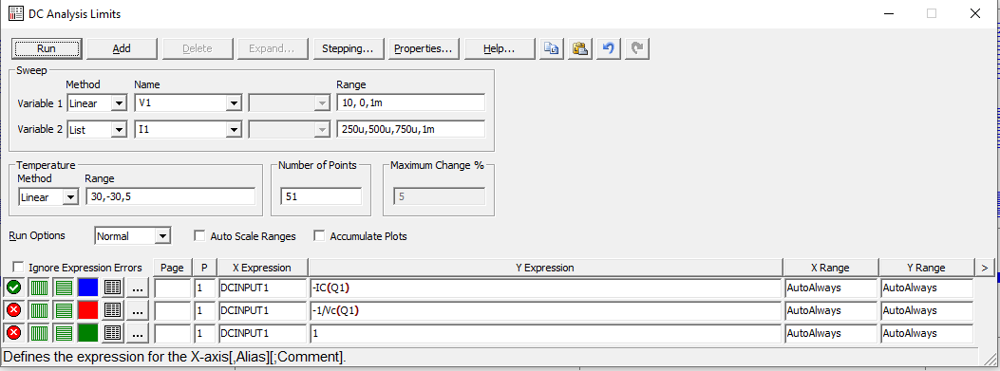 DC Analysis Limits
Run Add Delete Expand... Stepping... Properties... Help...
Sweep
Method Name Range
Variable 1 Linear V1 10, 0,1m
Variable 2 List I1 250u,500u,750u,1m
Temperature Number of Points Maximum Change %
Method Range
Linear 30,-30,5 51 5
Run Options Normal Auto Scale Ranges Accumulate Plots
Ignore Expression Errors Page P X Expression Y Expression X Range Y Range >
... 1 DCINPUT1 -IC(Q1) AutoAlways AutoAlways
... 1 DCINPUT1 -1/Vc(Q1) AutoAlways AutoAlways
... 1 DCINPUT1 1 AutoAlways AutoAlways
Defines the expression for the X-axis[,Alias][;Comment].